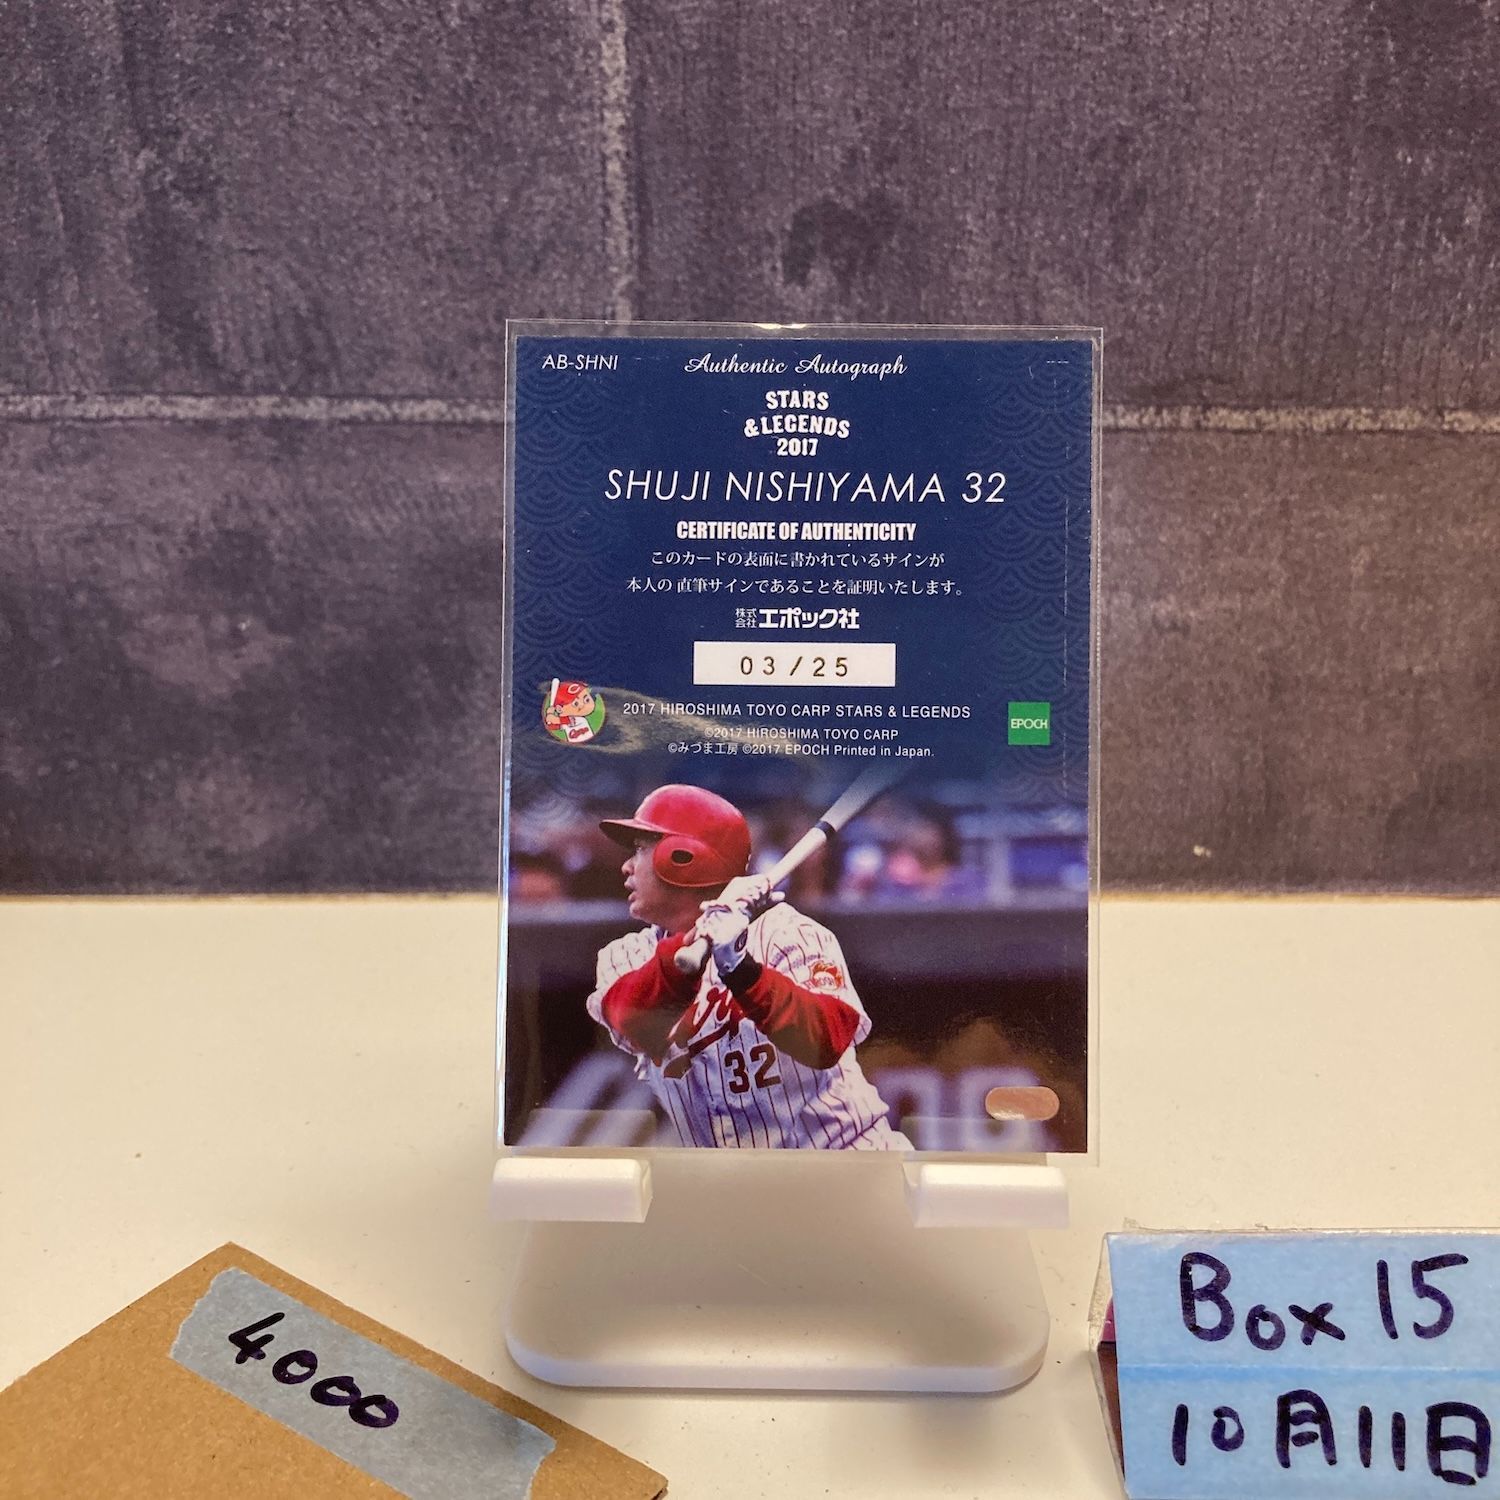 AB-SHNI
Authentic Autograph
STARS
& LEGENDS
2017
SHUJI NISHIYAMA 32
CERTIFICATE OF AUTHENTICITY
このカードの表面に書かれているサインが
本人の直筆サインであることを証明いたします。
株式会社エポック社
03/25
2017 HIROSHIMA TOYO CARP STARS & LEGENDS
©2017 HIROSHIMA TOYO CARP
©みづま工房 ©2017 EPOCH Printed in Japan.
EPOCH
32
4000
Box 15
10月11日